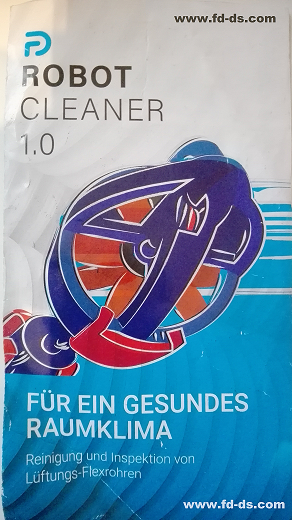 www.fd-ds.com
ROBOT
CLEANER
1.0
FÜR EIN GESUNDES
RAUMKLIMA
Reinigung und Inspektion von
Lüftungs-Flexrohren
www.fd-ds.com